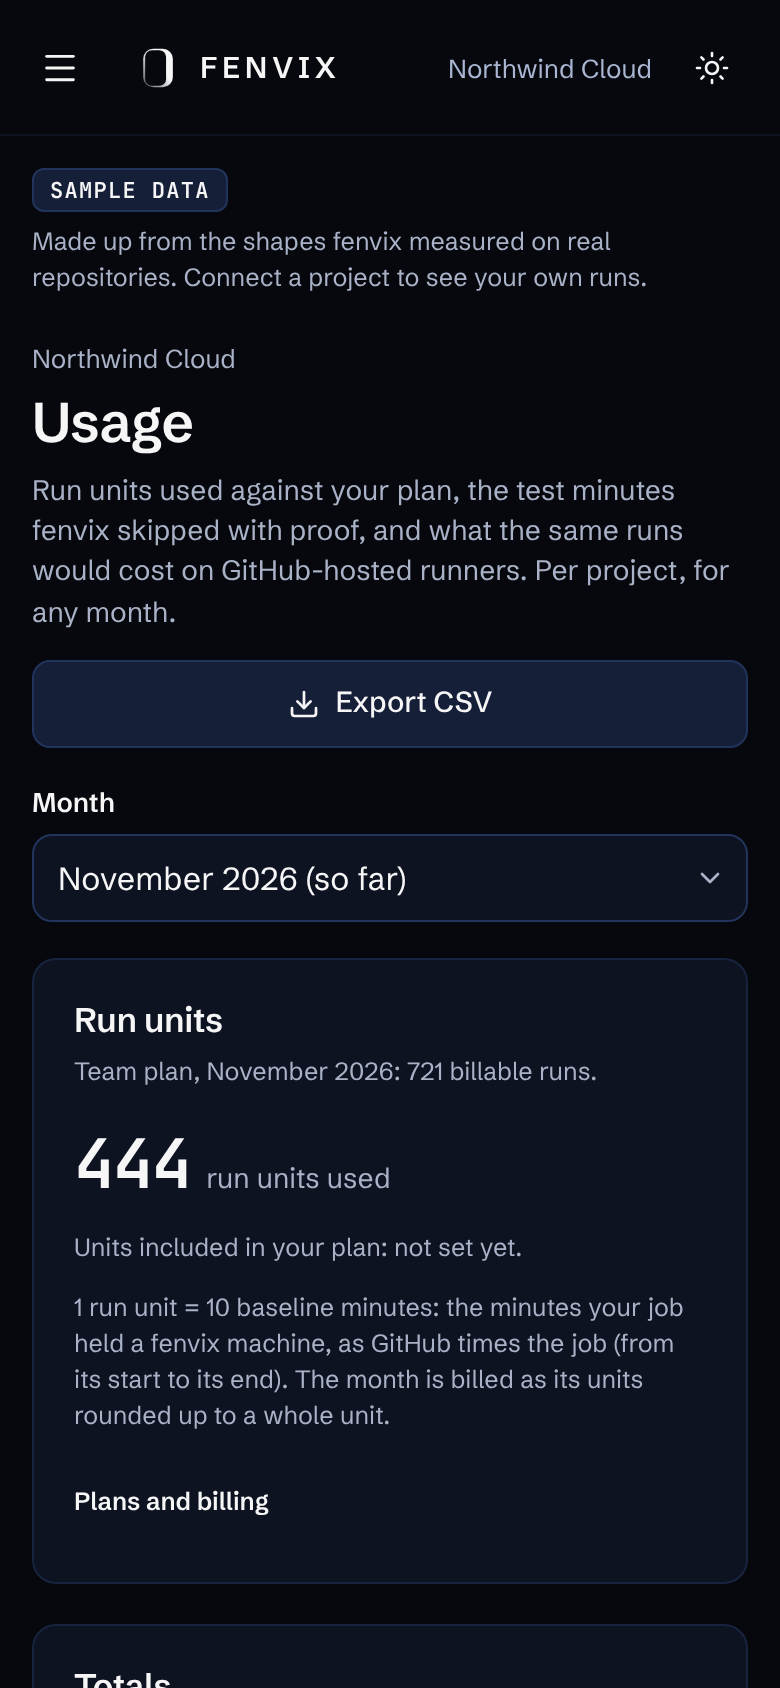 FENVIX
Northwind Cloud
SAMPLE DATA
Made up from the shapes fenvix measured on real
repositories. Connect a project to see your own runs.
Northwind Cloud
Usage
Run units used against your plan, the test minutes
fenvix skipped with proof, and what the same runs
would cost on GitHub-hosted runners. Per project, for
any month.
Export CSV
Month
November 2026 (so far)
Run units
Team plan, November 2026: 721 billable runs.
444 run units used
Units included in your plan: not set yet.
1 run unit = 10 baseline minutes: the minutes your job
held a fenvix machine, as GitHub times the job (from
its start to its end). The month is billed as its units
rounded up to a whole unit.
Plans and billing
Totals